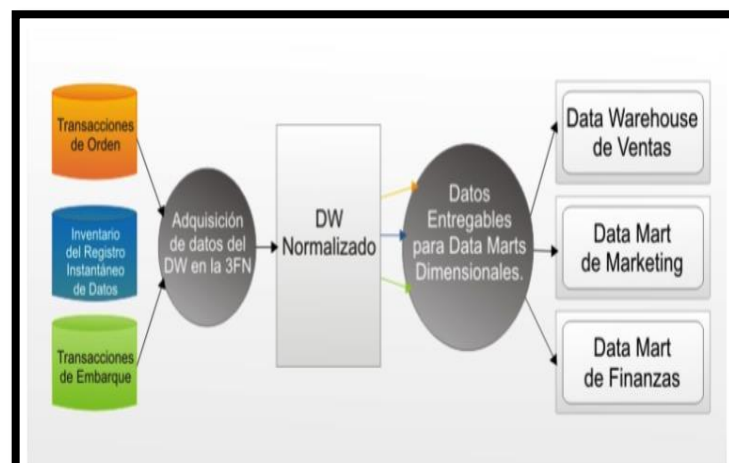 Transacciones
de Orden
Inventario
del Registro
Instantáneo
de Datos
Transacciones
de Embarque
Adquisición
de datos del
DW en la 3FN
DW
Normalizado
Datos
Entregables
para Data Marts
Dimensionales.
Data Warehouse
de Ventas
Data Mart
de Marketing
Data Mart
de Finanzas